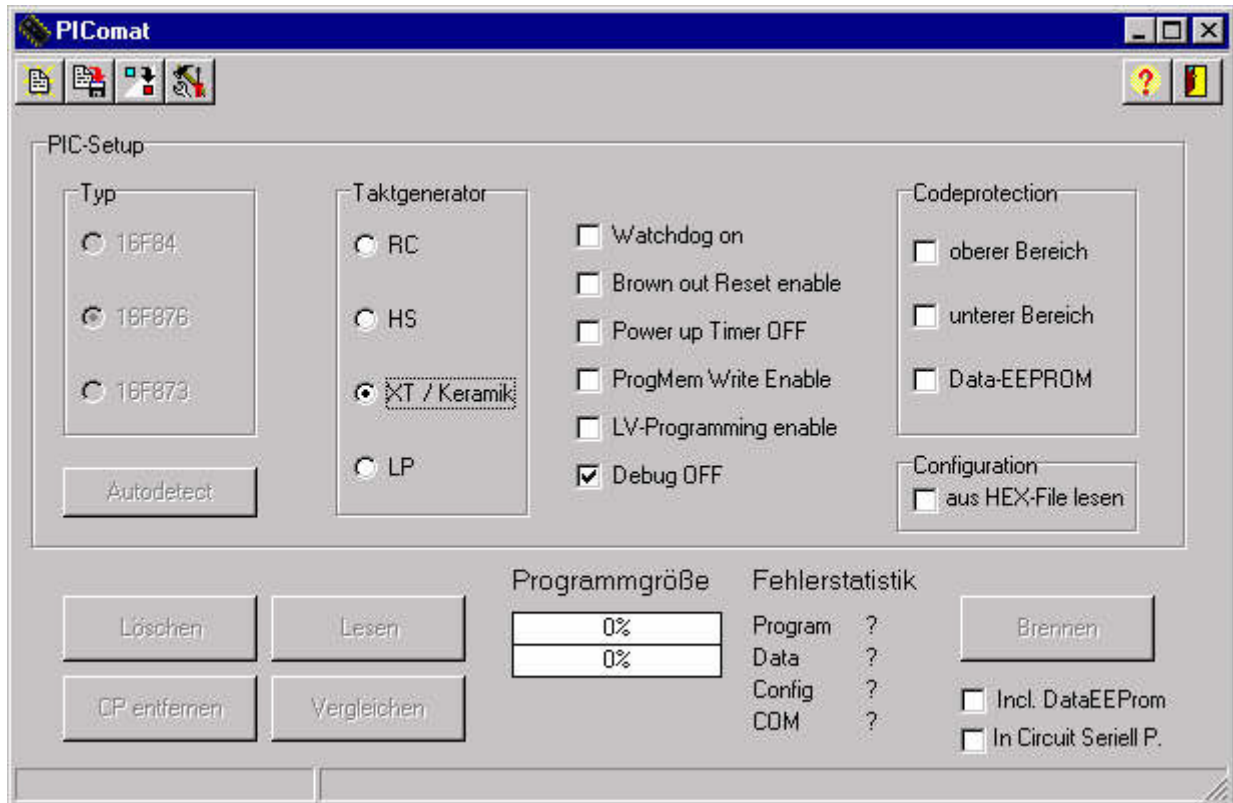 PIComat
PIC-Setup
Typ
16F84
16F876
16F873
Autodetect
Taktgenerator
RC
HS
XT / Keramik
LP
Watchdog on
Brown out Reset enable
Power up Timer OFF
ProgMem Write Enable
LV-Programming enable
Debug OFF
Codeprotection
oberer Bereich
unterer Bereich
Data-EEPROM
Configuration
aus HEX-File lesen
Löschen
Lesen
CP entfernen
Vergleichen
Programmgröße
0%
0%
Fehlerstatistik
Program ?
Data ?
Config ?
COM ?
Brennen
Incl. DataEEProm
In Circuit Seriell P.